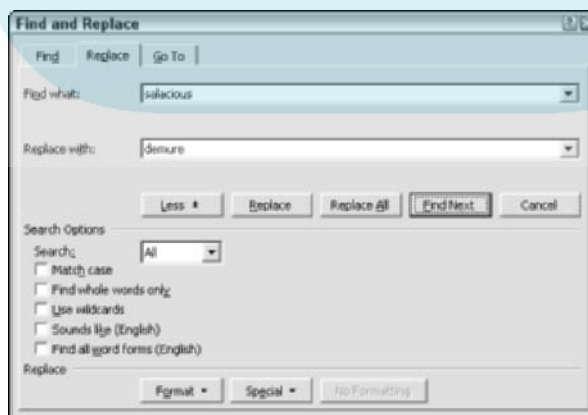 Find and Replace
Find Replace Go To
Find what: salacious
Replace with: demure
Less Replace Replace All Find Next Cancel
Search Options
Search: All
Match case
Find whole words only
Use wildcards
Sounds like (English)
Find all word forms (English)
Replace
Format Special No Formatting